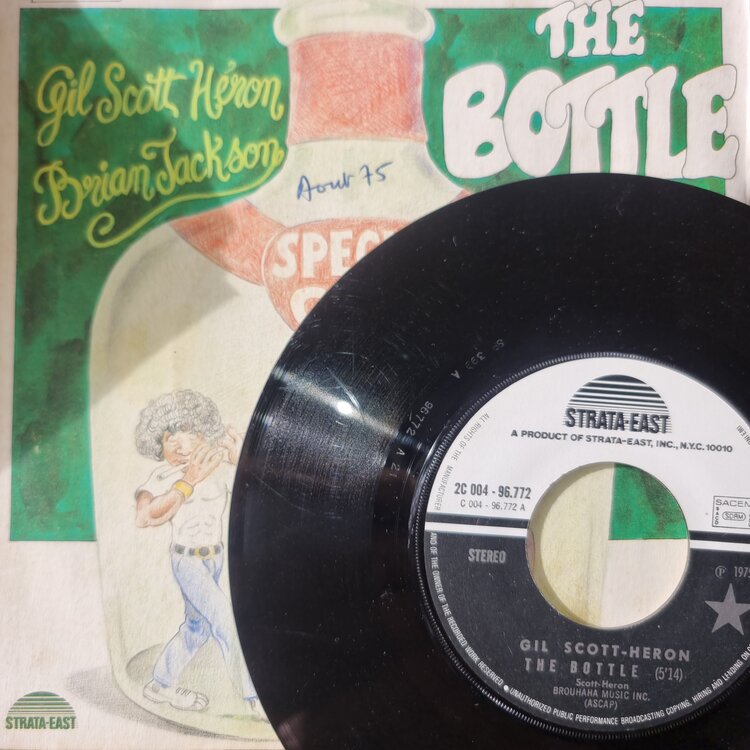 THE
BOTTLE
Gil Scott Héron
Brian Jackson
Aout 75
STRATA-EAST
STRATA-EAST
A PRODUCT OF STRATA-EAST, INC., N.Y.C. 10010
2C 004 - 96.772
C 004 - 96.772 A
SACEM
SDRM
STEREO
℗ 1975
GIL SCOTT-HERON
THE BOTTLE (5'14)
Scott-Heron
BROUHAHA MUSIC INC.
(ASCAP)
ALL RIGHTS OF THE MANUFACTURER
AND OF THE OWNER OF THE RECORDED WORK RESERVED
UNAUTHORIZED PUBLIC PERFORMANCE BROADCASTING COPYING, HIRING AND LENDING
96772 A 21